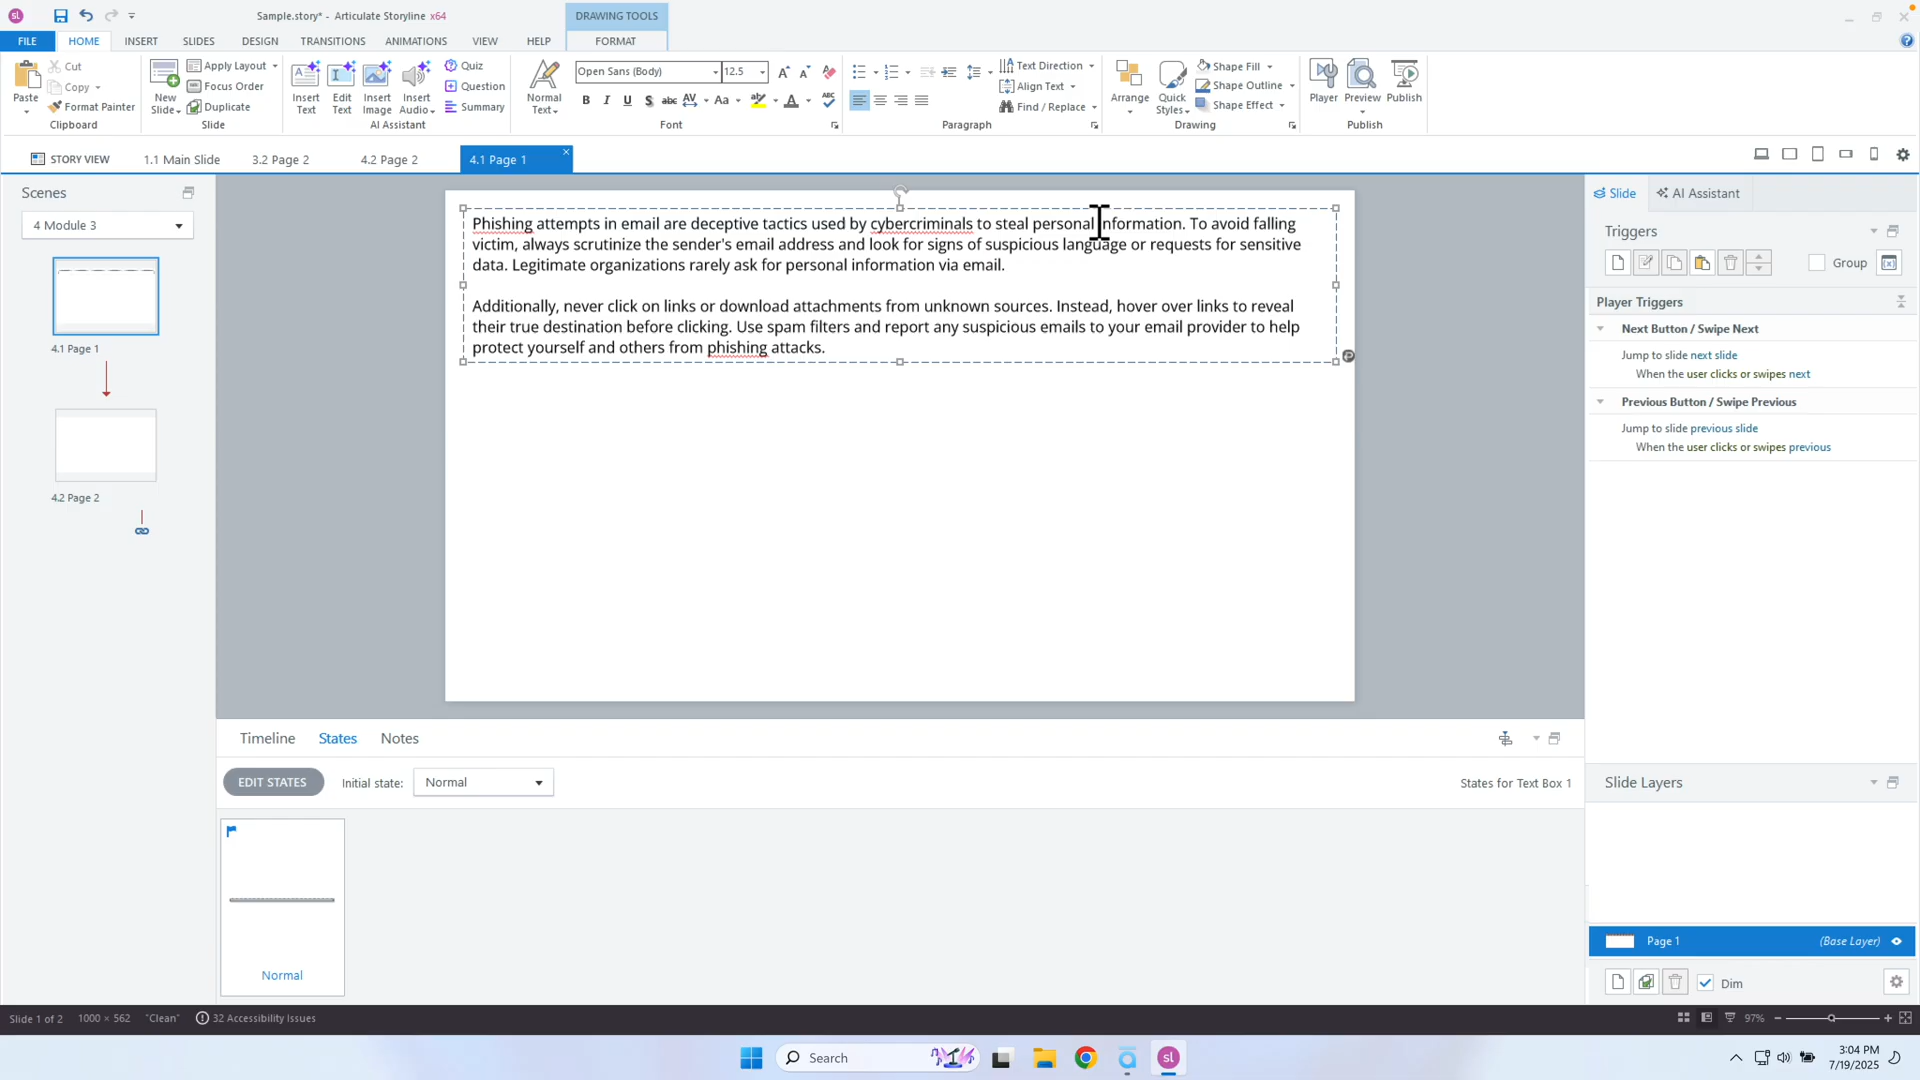 sl
Sample.story* - Articulate Storyline x64
DRAWING TOOLS
FILE
HOME
INSERT
SLIDES
DESIGN
TRANSITIONS
ANIMATIONS
VIEW
HELP
FORMAT
Paste
Cut
Copy
Format Painter
Clipboard
New Slide
Apply Layout
Focus Order
Duplicate
Slide
Insert Text
Edit Text
Insert Image
Insert Audio
Quiz
Question
Summary
AI Assistant
Normal Text
Open Sans (Body)
12.5
B I U S abc AV Aa A ABC
Font
Text Direction
Align Text
Find / Replace
Paragraph
Arrange
Quick Styles
Shape Fill
Shape Outline
Shape Effect
Drawing
Player
Preview
Publish
Publish
STORY VIEW
1.1 Main Slide
3.2 Page 2
4.2 Page 2
4.1 Page 1
Scenes
4 Module 3
4.1 Page 1
4.2 Page 2
Phishing attempts in email are deceptive tactics used by cybercriminals to steal personal information. To avoid falling
victim, always scrutinize the sender's email address and look for signs of suspicious language or requests for sensitive
data. Legitimate organizations rarely ask for personal information via email.
Additionally, never click on links or download attachments from unknown sources. Instead, hover over links to reveal
their true destination before clicking. Use spam filters and report any suspicious emails to your email provider to help
protect yourself and others from phishing attacks.
Slide
AI Assistant
Triggers
Group
Player Triggers
Next Button / Swipe Next
Jump to slide next slide
When the user clicks or swipes next
Previous Button / Swipe Previous
Jump to slide previous slide
When the user clicks or swipes previous
Timeline
States
Notes
EDIT STATES
Initial state:
Normal
States for Text Box 1
Normal
Slide Layers
Page 1
(Base Layer)
Dim
Slide 1 of 2
1000 × 562
"Clean"
32 Accessibility Issues
97%
Search
sl
3:04 PM
7/19/2025